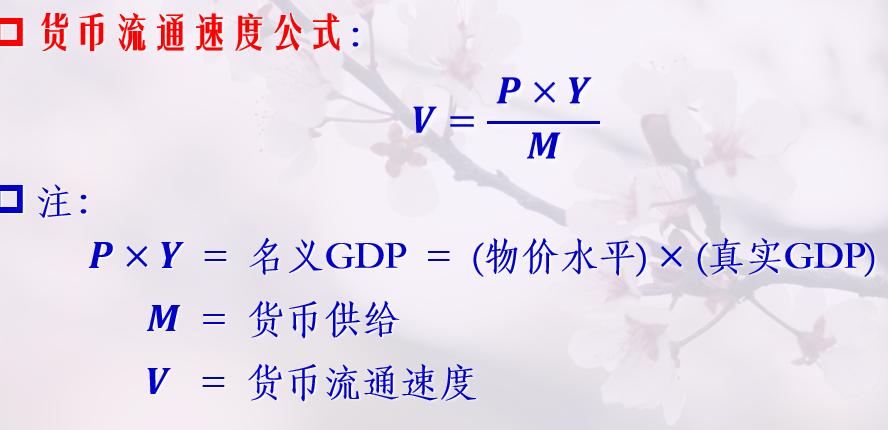 货币流通速度公式:
V = P × Y / M
注:
P × Y = 名义GDP = (物价水平) × (真实GDP)
M = 货币供给
V = 货币流通速度